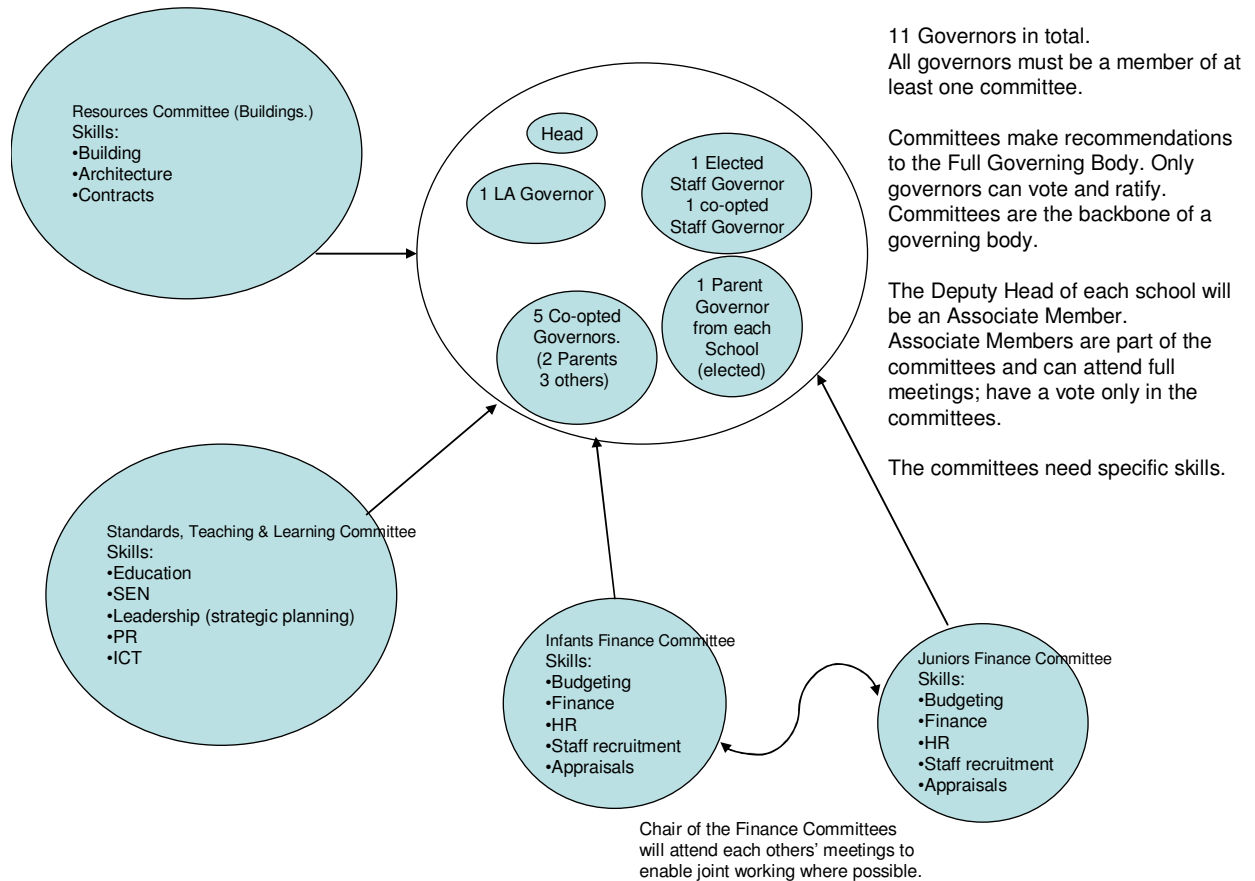 Resources Committee (Buildings.)
Skills:
•Building
•Architecture
•Contracts
Head
1 LA Governor
1 Elected
Staff Governor
1 co-opted
Staff Governor
5 Co-opted
Governors.
(2 Parents
3 others)
1 Parent
Governor
from each
School
(elected)
11 Governors in total.
All governors must be a member of at
least one committee.
Committees make recommendations
to the Full Governing Body. Only
governors can vote and ratify.
Committees are the backbone of a
governing body.
The Deputy Head of each school will
be an Associate Member.
Associate Members are part of the
committees and can attend full
meetings; have a vote only in the
committees.
The committees need specific skills.
Standards, Teaching & Learning Committee
Skills:
•Education
•SEN
•Leadership (strategic planning)
•PR
•ICT
Infants Finance Committee
Skills:
•Budgeting
•Finance
•HR
•Staff recruitment
•Appraisals
Juniors Finance Committee
Skills:
•Budgeting
•Finance
•HR
•Staff recruitment
•Appraisals
Chair of the Finance Committees
will attend each others' meetings to
enable joint working where possible.